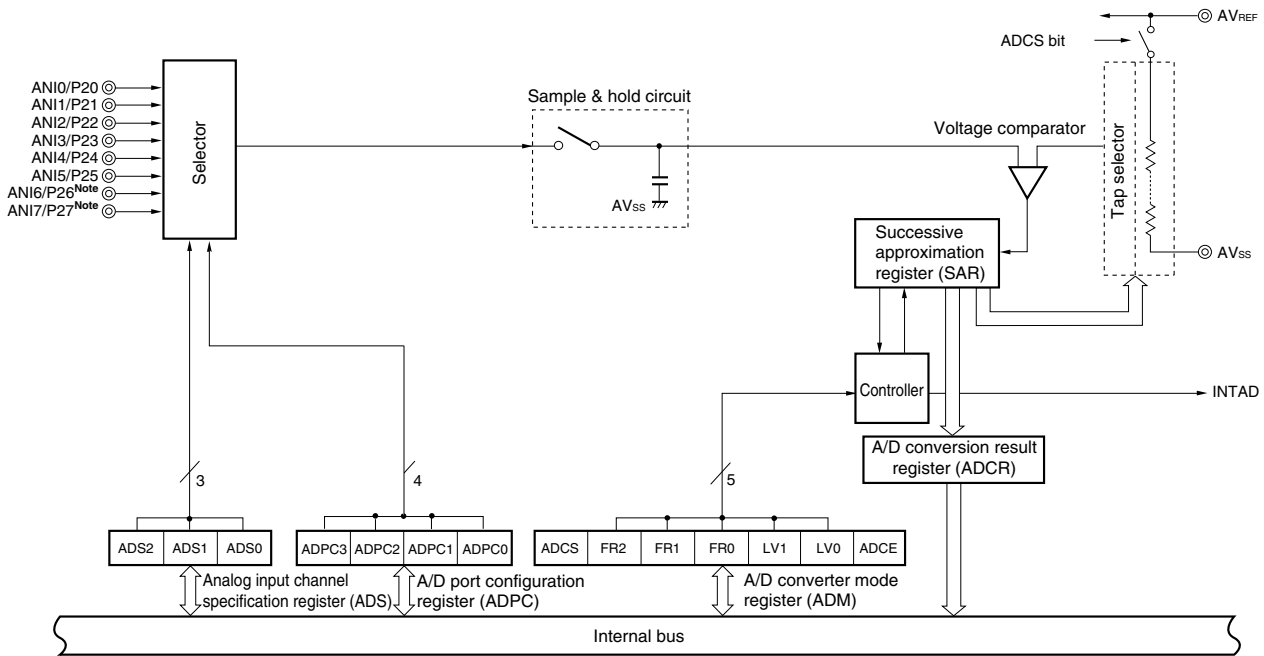 AVREF
ADCS bit
ANI0/P20
ANI1/P21
ANI2/P22
ANI3/P23
ANI4/P24
ANI5/P25
ANI6/P26Note
ANI7/P27Note
Selector
Sample & hold circuit
AVSS
Voltage comparator
Tap selector
AVSS
Successive
approximation
register (SAR)
Controller
INTAD
A/D conversion result
register (ADCR)
3
4
5
ADS2 ADS1 ADS0
ADPC3 ADPC2 ADPC1 ADPC0
ADCS FR2 FR1 FR0 LV1 LV0 ADCE
Analog input channel
specification register (ADS)
A/D port configuration
register (ADPC)
A/D converter mode
register (ADM)
Internal bus